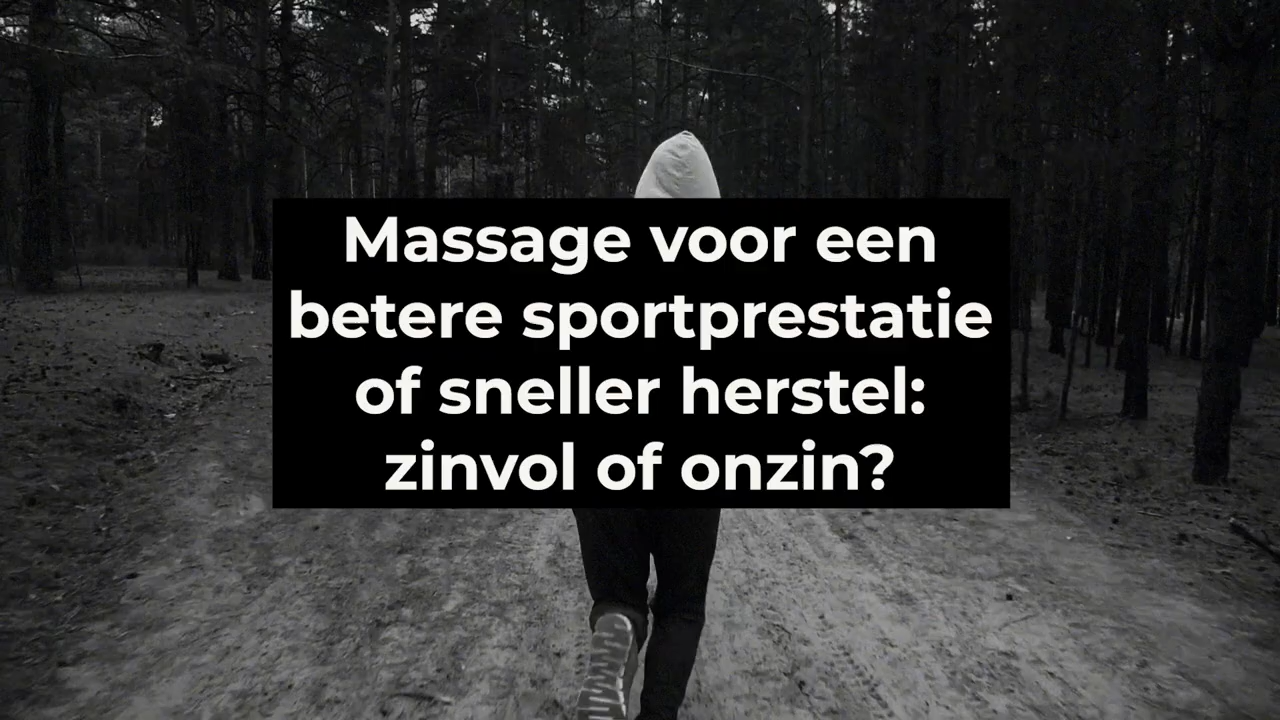 Massage voor een
betere sportprestatie
of sneller herstel:
zinvol of onzin?